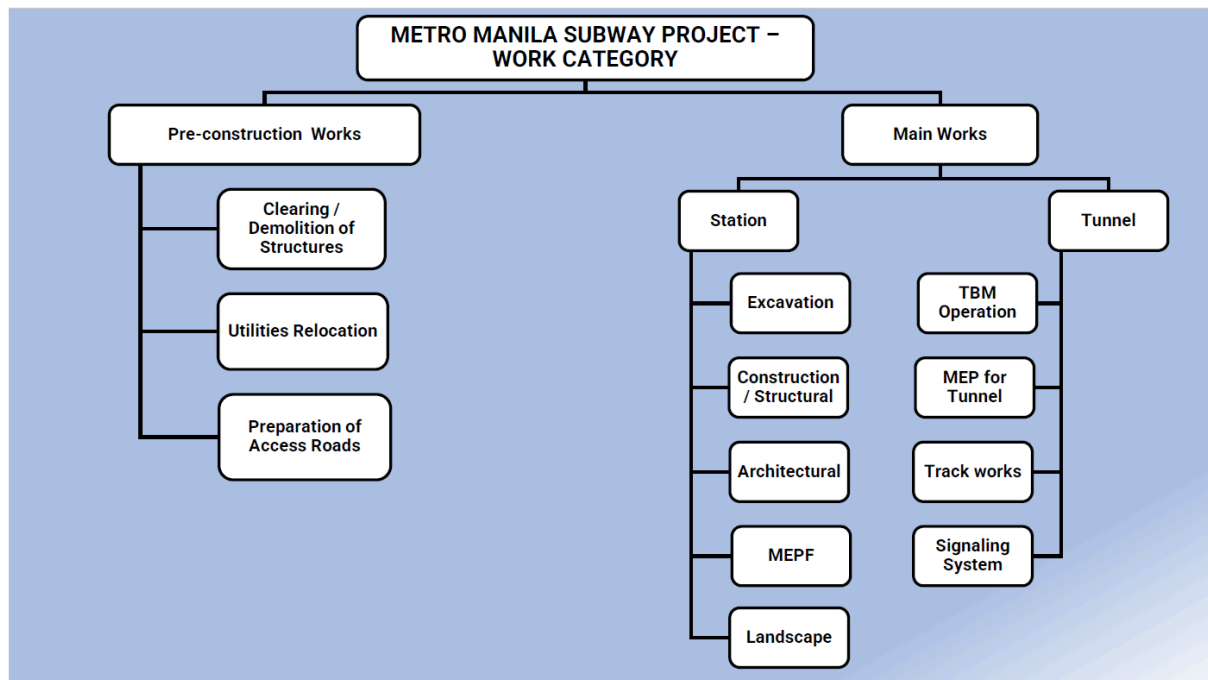 METRO MANILA SUBWAY PROJECT –
WORK CATEGORY
Pre-construction Works
Clearing /
Demolition of
Structures
Utilities Relocation
Preparation of
Access Roads
Main Works
Station
Excavation
Construction
/ Structural
Architectural
MEPF
Landscape
Tunnel
TBM
Operation
MEP for
Tunnel
Track works
Signaling
System